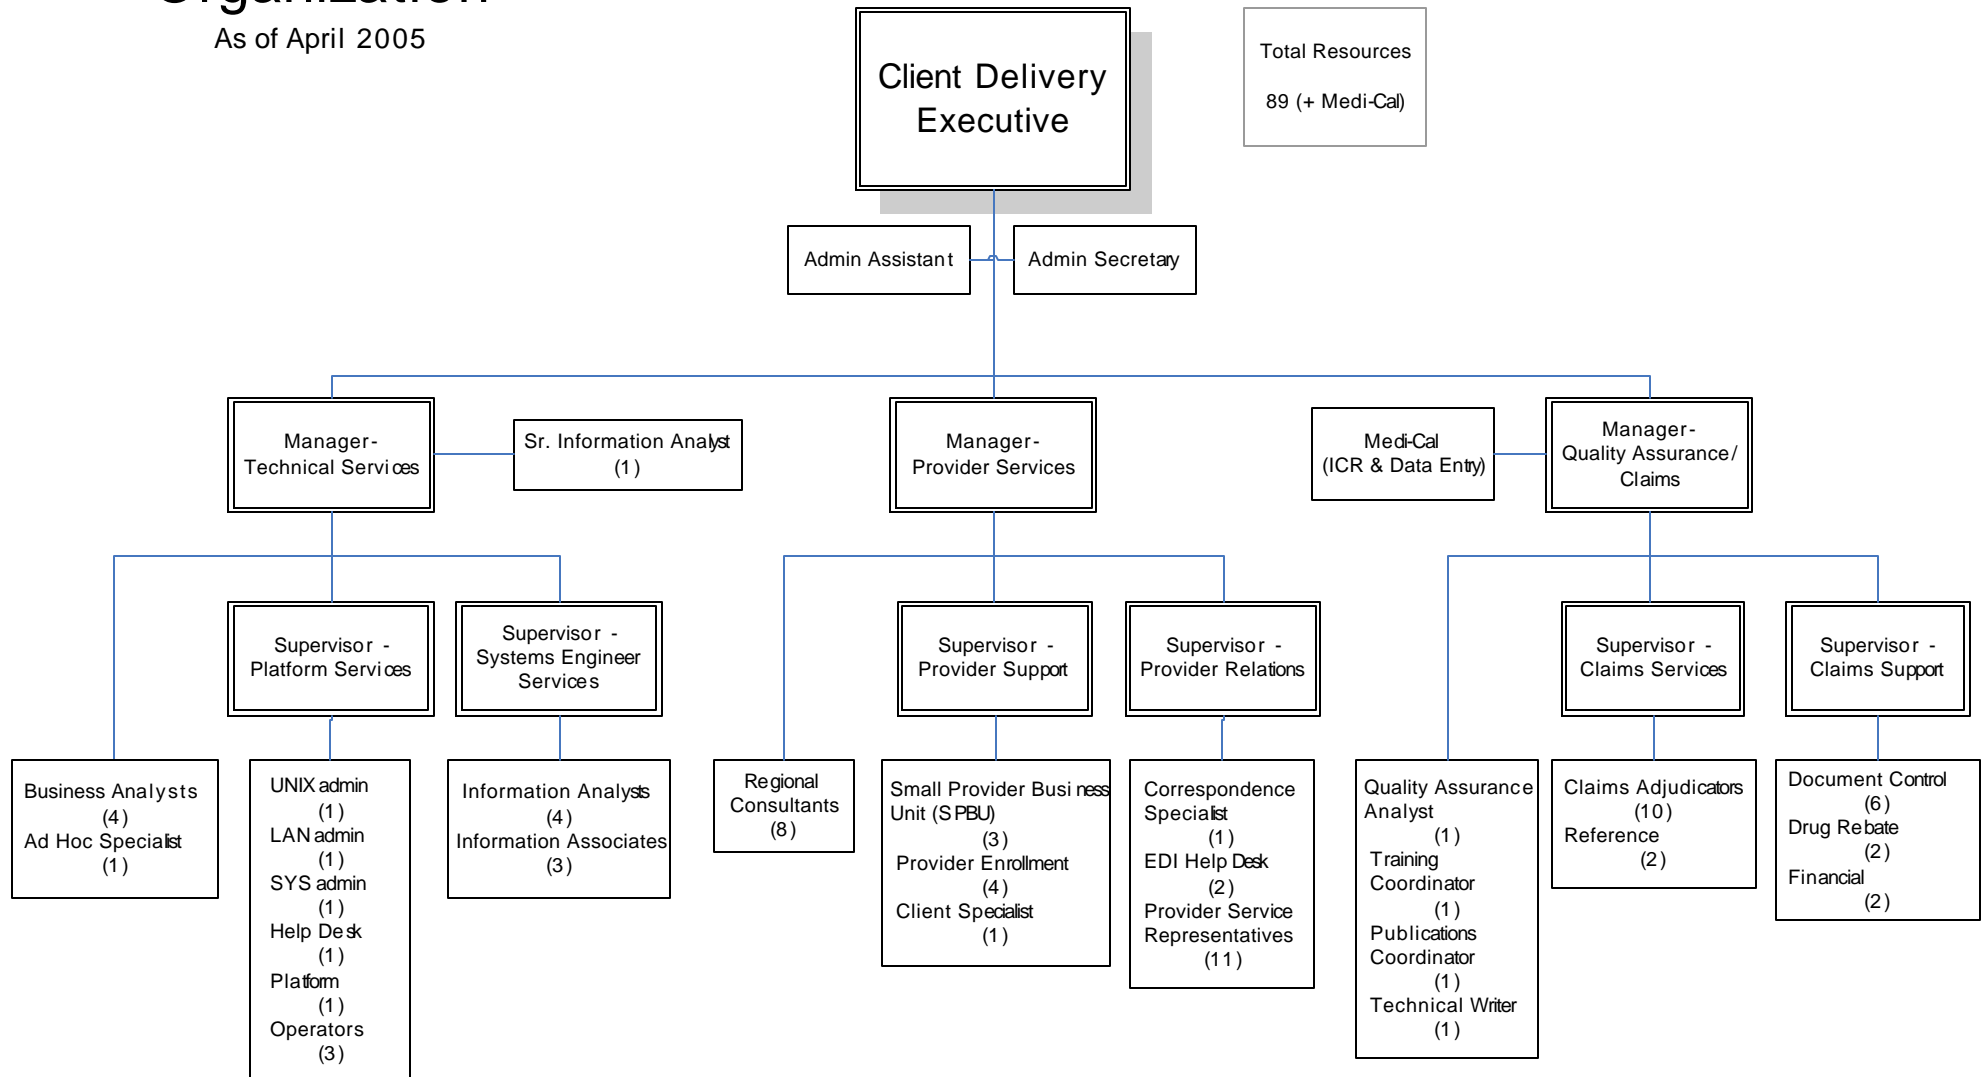 Organization
As of April 2005
Client Delivery
Executive
Total Resources
89 (+ Medi-Cal)
Admin Assistant
Admin Secretary
Manager-
Technical Services
Sr. Information Analyst
(1)
Manager-
Provider Services
Medi-Cal
(ICR & Data Entry)
Manager-
Quality Assurance/
Claims
Supervisor -
Platform Services
Supervisor -
Systems Engineer
Services
Supervisor -
Provider Support
Supervisor -
Provider Relations
Supervisor -
Claims Services
Supervisor -
Claims Support
Business Analysts
(4)
Ad Hoc Specialist
(1)
UNIX admin
(1)
LAN admin
(1)
SYS admin
(1)
Help Desk
(1)
Platform
(1)
Operators
(3)
Information Analysts
(4)
Information Associates
(3)
Regional
Consultants
(8)
Small Provider Business
Unit (SPBU)
(3)
Provider Enrollment
(4)
Client Specialist
(1)
Correspondence
Specialist
(1)
EDI Help Desk
(2)
Provider Service
Representatives
(11)
Quality Assurance
Analyst
(1)
Training
Coordinator
(1)
Publications
Coordinator
(1)
Technical Writer
(1)
Claims Adjudicators
(10)
Reference
(2)
Document Control
(6)
Drug Rebate
(2)
Financial
(2)